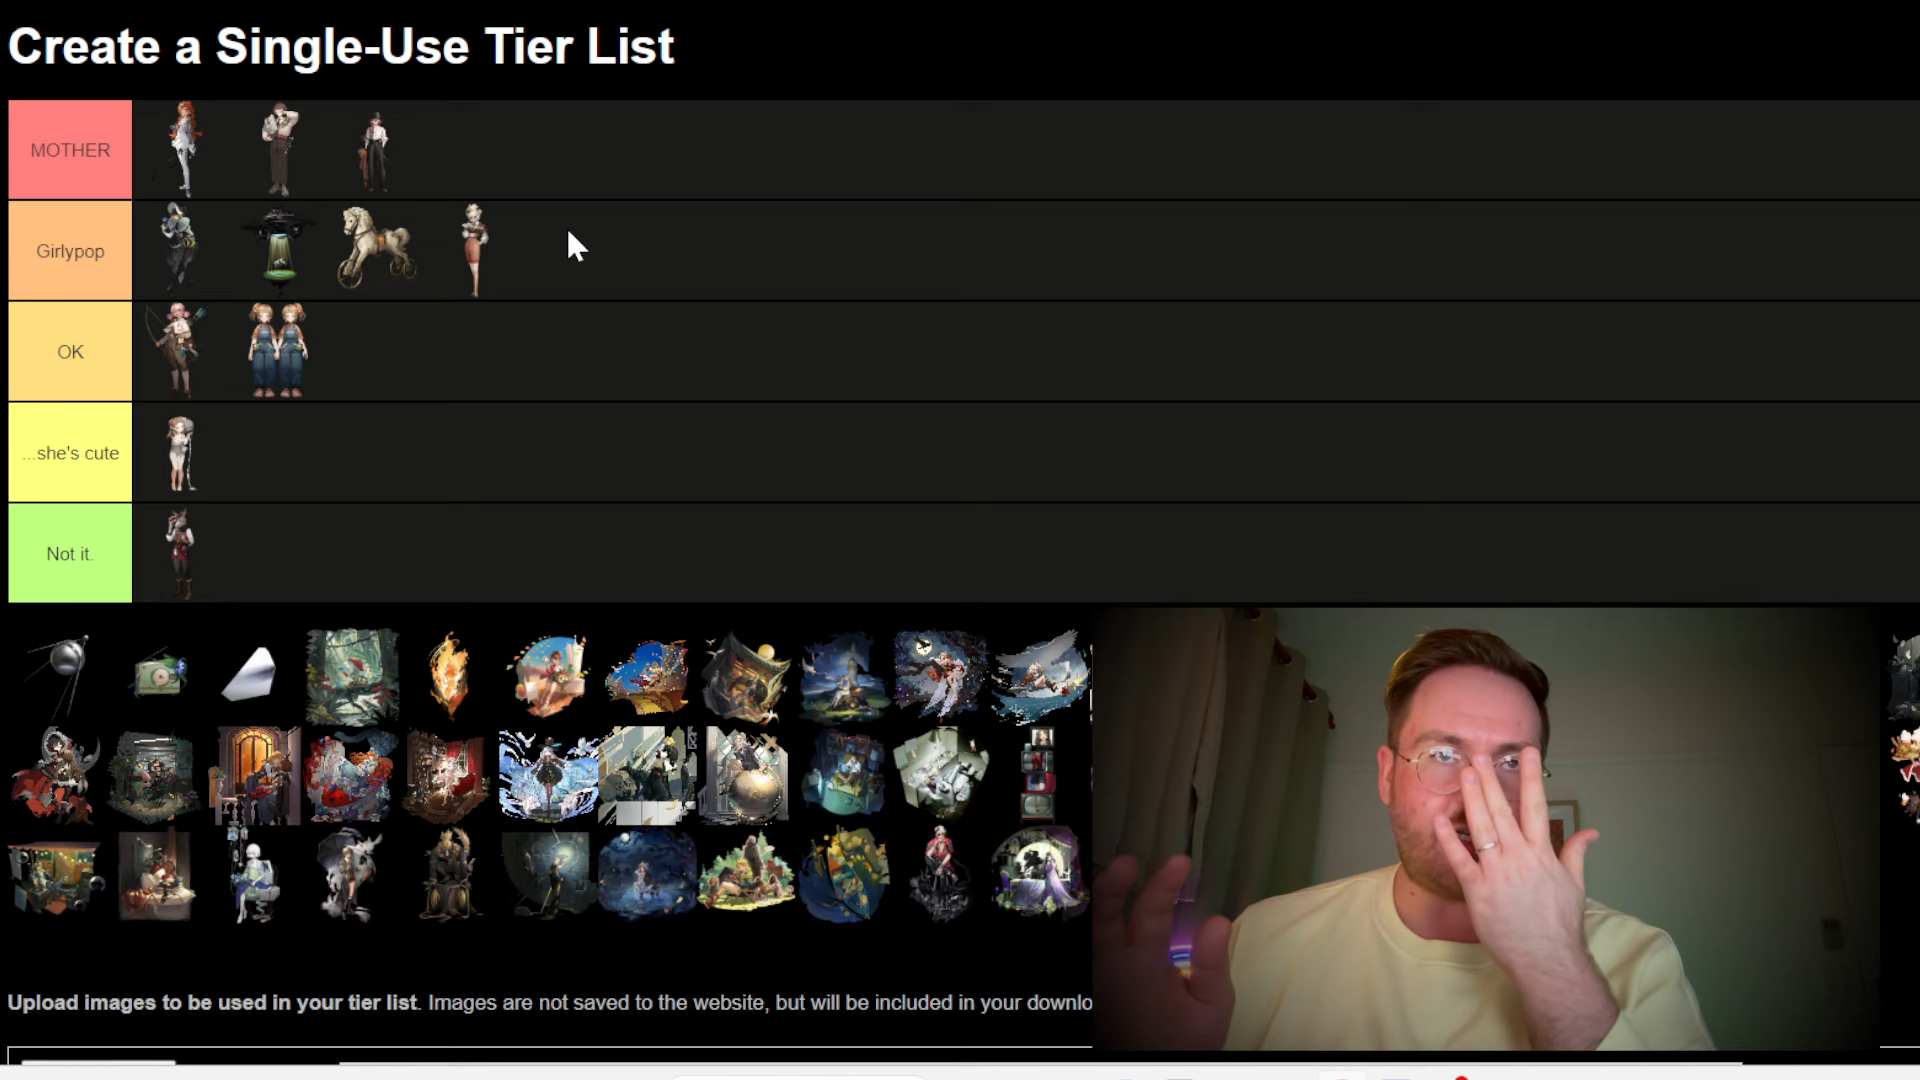 Create a Single-Use Tier List
MOTHER
Girlypop
OK
...she's cute
Not it.
Upload images to be used in your tier list. Images are not saved to the website, but will be included in your downlo